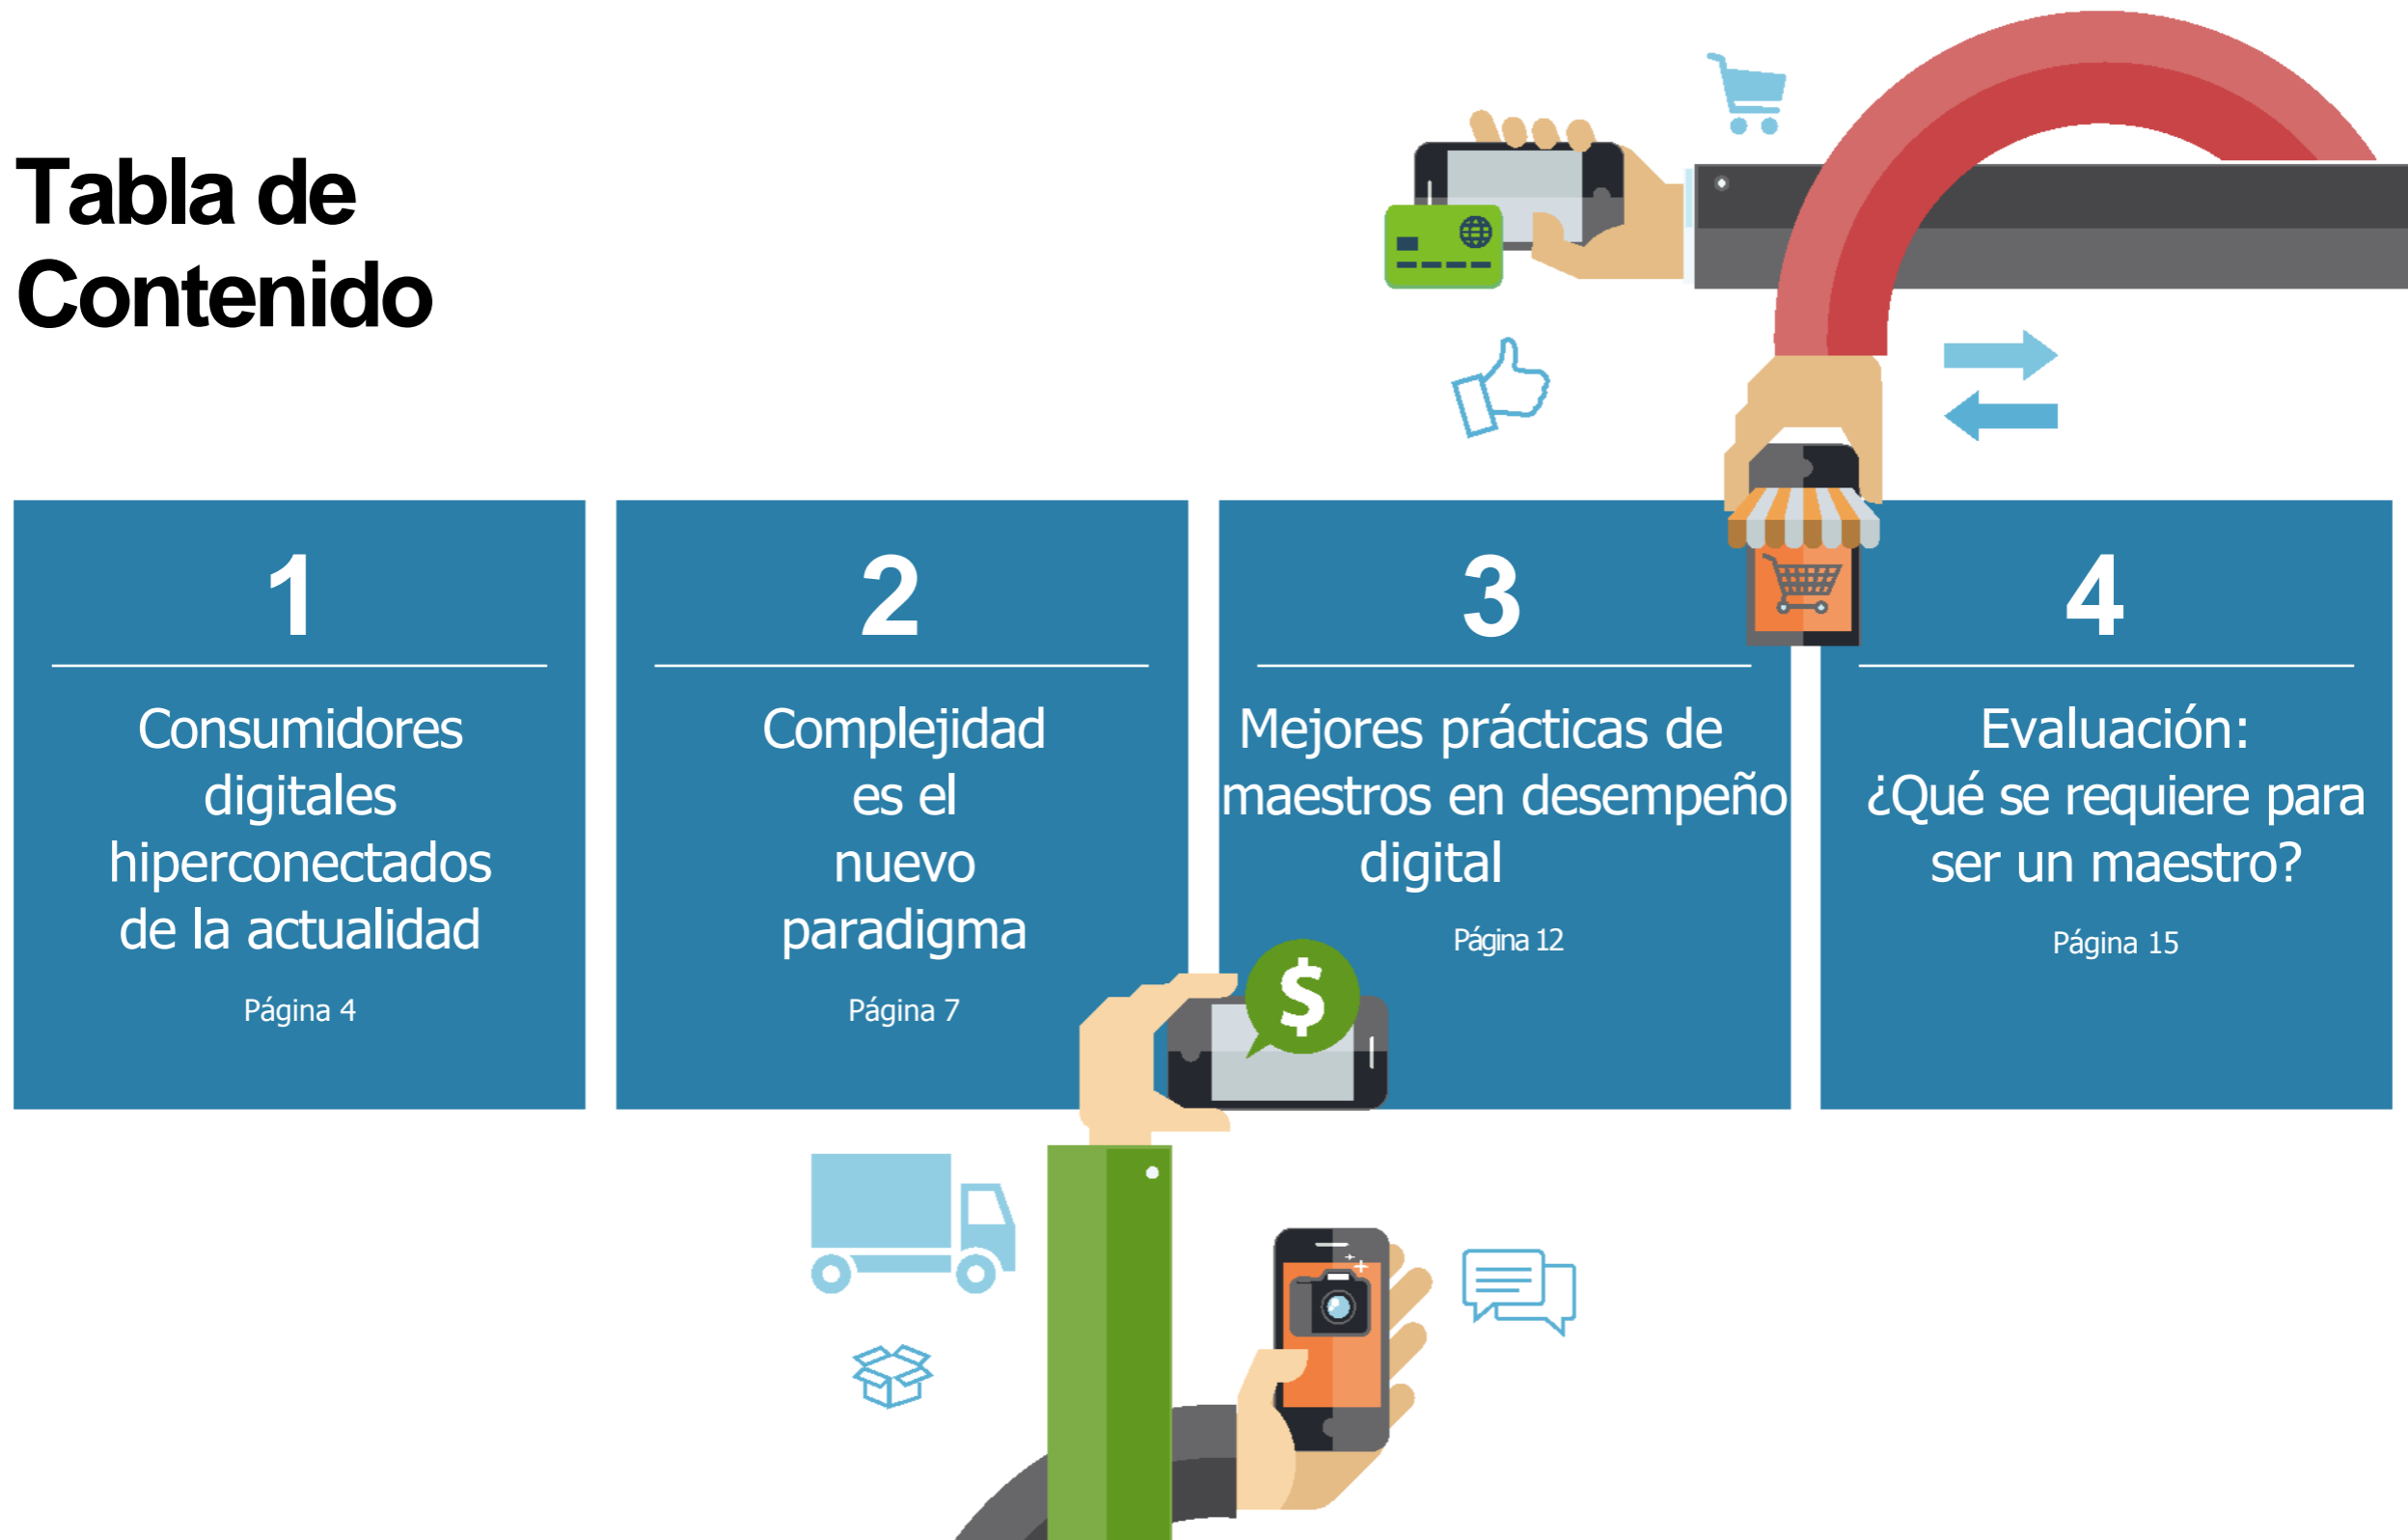 Tabla de
Contenido
1
Consumidores
digitales
hiperconectados
de la actualidad
Página 4
2
Complejidad
es el
nuevo
paradigma
Página 7
3
Mejores prácticas de
maestros en desempeño
digital
Página 12
4
Evaluación:
¿Qué se requiere para
ser un maestro?
Página 15
$